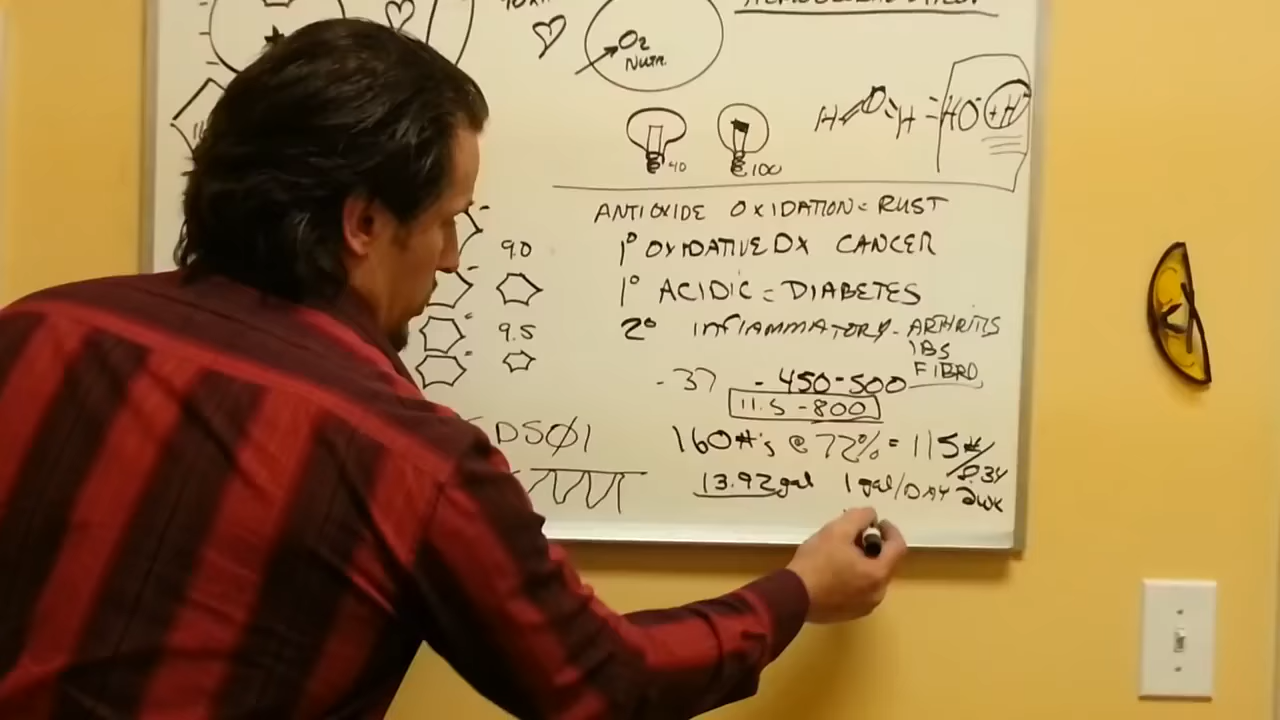 O2
Nutr.
H O H = HO + H
40
100
ANTIOXIDE OXIDATION = RUST
9.0
1° OXIDATIVE DX CANCER
1° ACIDIC = DIABETES
9.5
2° INFlAMMATORY - ARTHRITIS
IBS
FIBRO
-37 -450-500
11.5 -800
DSO1
160#'s @ 72% = 115#/
8.34
13.92gal 1gal/DAY 2wk